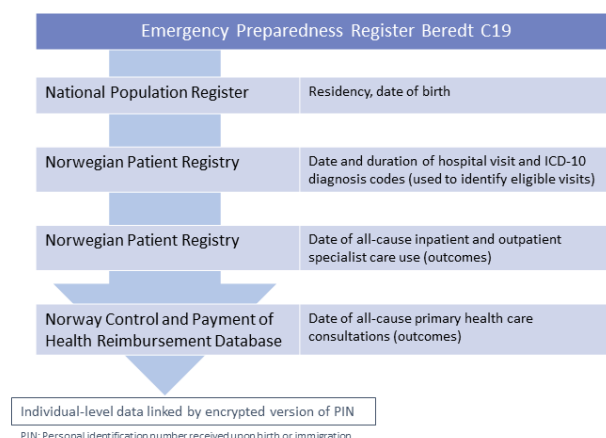 Emergency Preparedness Register Beredt C19
National Population Register
Residency, date of birth
Norwegian Patient Registry
Date and duration of hospital visit and ICD-10
diagnosis codes (used to identify eligible visits)
Norwegian Patient Registry
Date of all-cause inpatient and outpatient
specialist care use (outcomes)
Norway Control and Payment of
Health Reimbursement Database
Date of all-cause primary health care
consultations (outcomes)
Individual-level data linked by encrypted version of PIN
PIN: Personal identification number received upon birth or immigration